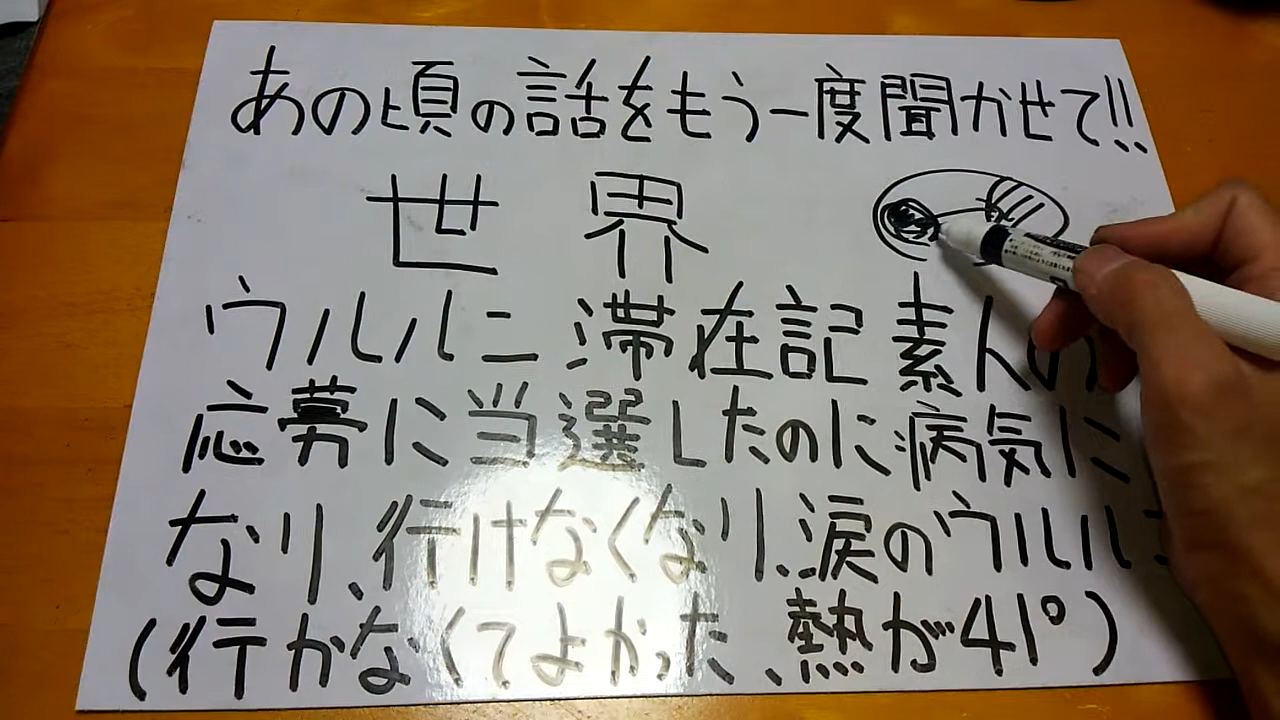 あの頃の話をもう一度聞かせて!!
世界
ウルルン滞在記 素人の
応募に当選したのに病気に
なり、行けなくなり、涙のウルルン
(行かなくてよかった、熱が41°)